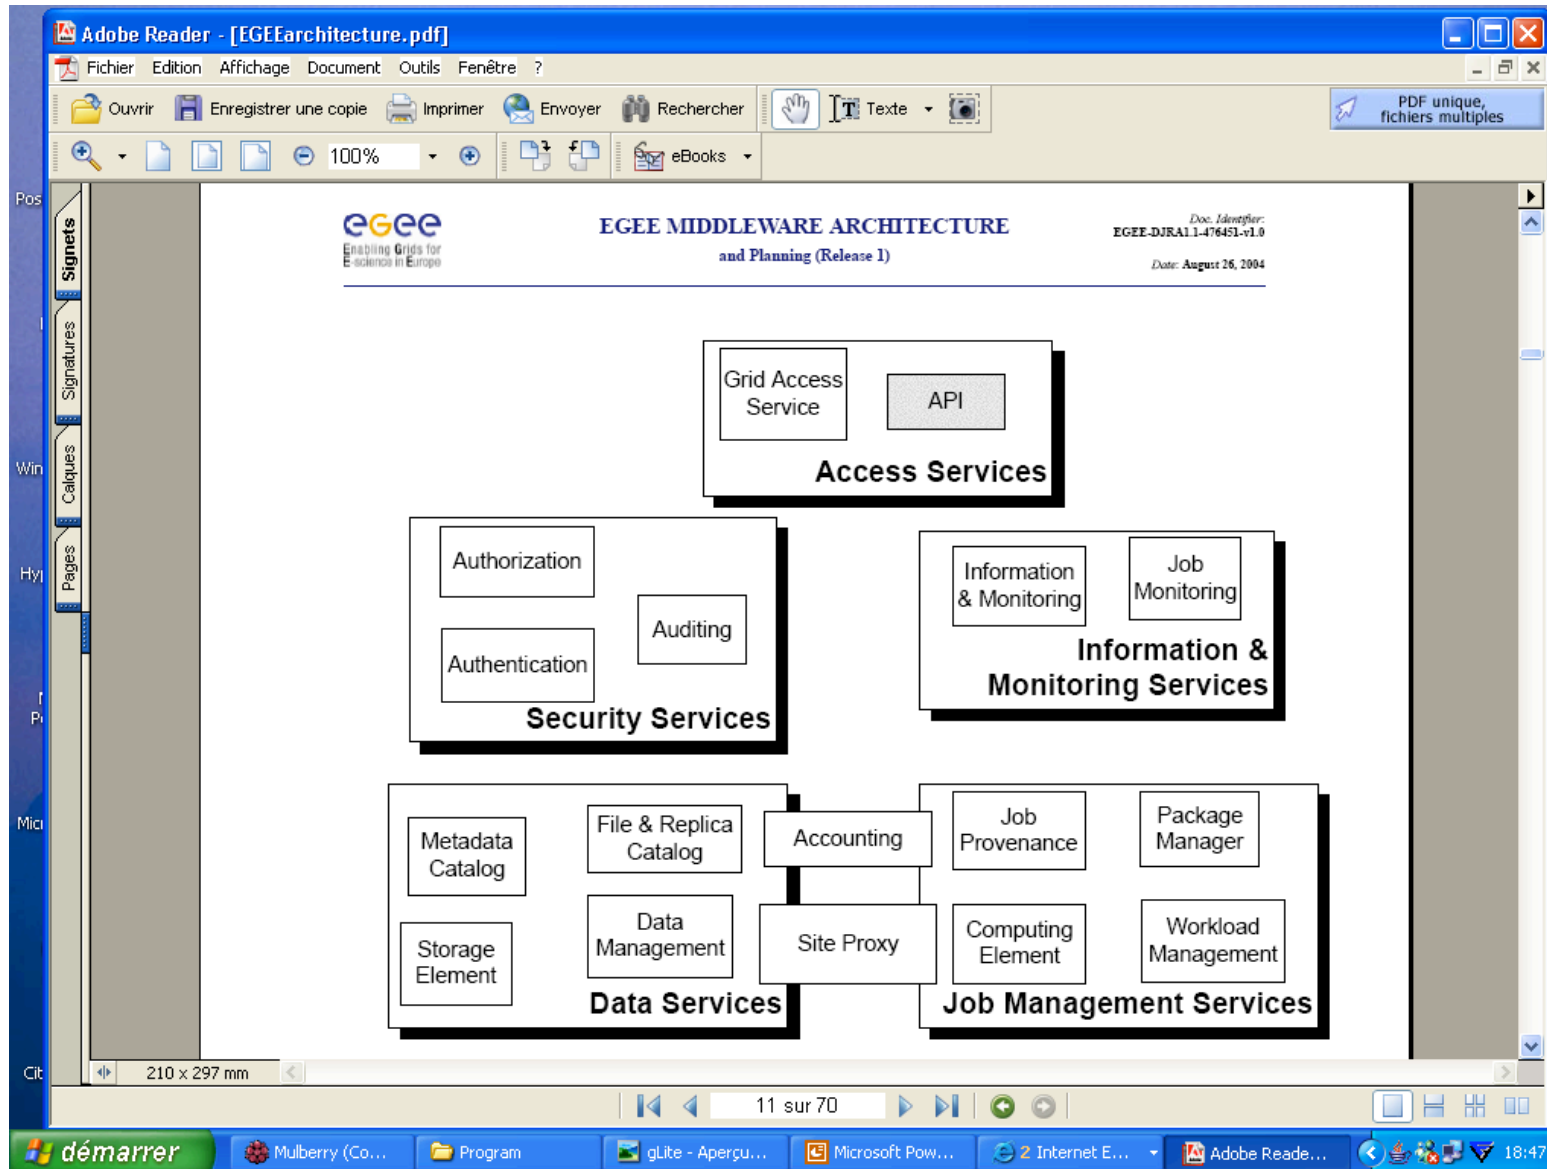 Adobe Reader - [EGEEarchitecture.pdf]
Fichier Edition Affichage Document Outils Fenêtre ?
Ouvrir Enregistrer une copie Imprimer Envoyer Rechercher Texte
PDF unique,
fichiers multiples
100% eBooks
Pos
Win
Hyp
P
Micr
Cit
Signets
Signatures
Calques
Pages
egee
Enabling Grids for
E-science in Europe
EGEE MIDDLEWARE ARCHITECTURE
and Planning (Release 1)
Doc. Identifier:
EGEE-DJRA1.1-476451-v1.0
Date: August 26, 2004
Grid Access
Service
API
Access Services
Authorization
Auditing
Authentication
Security Services
Information
& Monitoring
Job
Monitoring
Information &
Monitoring Services
Metadata
Catalog
File & Replica
Catalog
Storage
Element
Data
Management
Data Services
Accounting
Site Proxy
Job
Provenance
Package
Manager
Computing
Element
Workload
Management
Job Management Services
210 x 297 mm
11 sur 70
démarrer Mulberry (Co... Program gLite - Aperçu... Microsoft Pow... 2 Internet E... Adobe Reade... 18:47